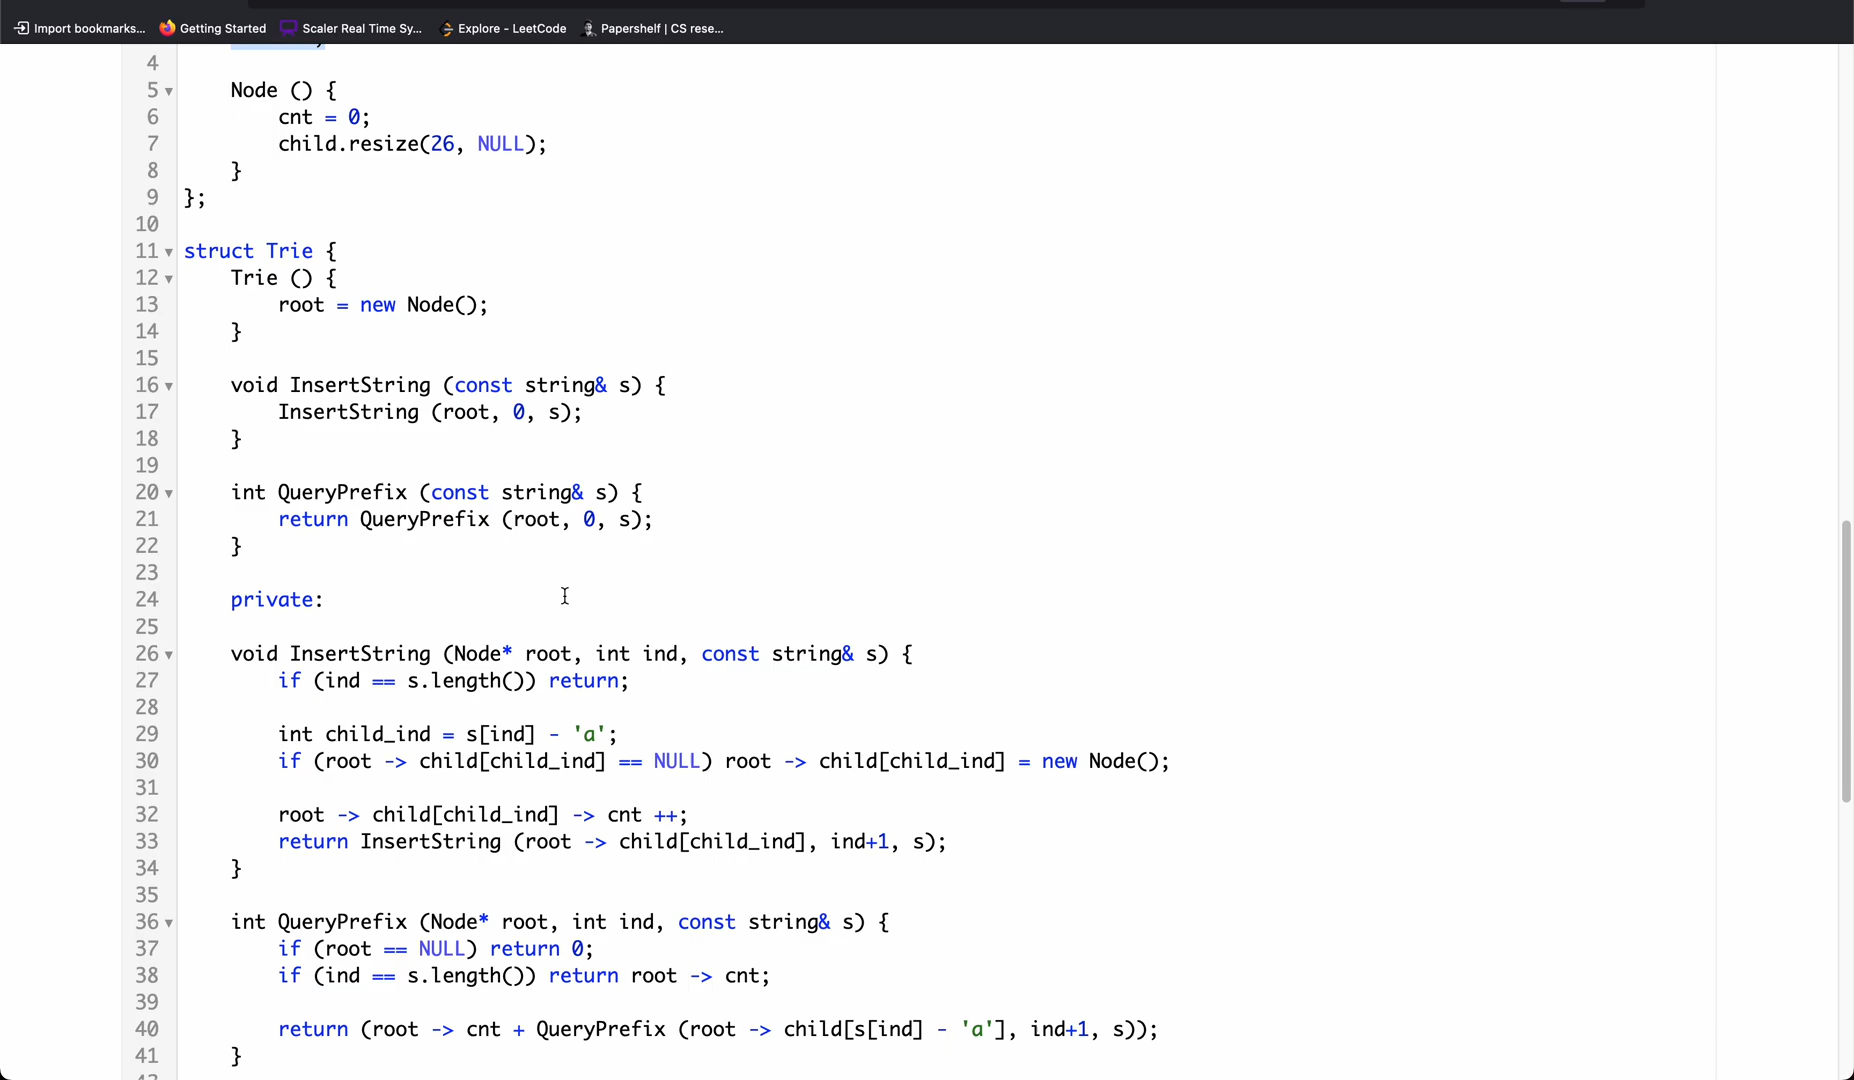 Import bookmarks... Getting Started Scaler Real Time Sy... Explore - LeetCode Papershelf | CS rese...
4
5 Node () {
6 cnt = 0;
7 child.resize(26, NULL);
8 }
9 };
10
11 struct Trie {
12 Trie () {
13 root = new Node();
14 }
15
16 void InsertString (const string& s) {
17 InsertString (root, 0, s);
18 }
19
20 int QueryPrefix (const string& s) {
21 return QueryPrefix (root, 0, s);
22 }
23
24 private:
25
26 void InsertString (Node* root, int ind, const string& s) {
27 if (ind == s.length()) return;
28
29 int child_ind = s[ind] - 'a';
30 if (root -> child[child_ind] == NULL) root -> child[child_ind] = new Node();
31
32 root -> child[child_ind] -> cnt ++;
33 return InsertString (root -> child[child_ind], ind+1, s);
34 }
35
36 int QueryPrefix (Node* root, int ind, const string& s) {
37 if (root == NULL) return 0;
38 if (ind == s.length()) return root -> cnt;
39
40 return (root -> cnt + QueryPrefix (root -> child[s[ind] - 'a'], ind+1, s));
41 }